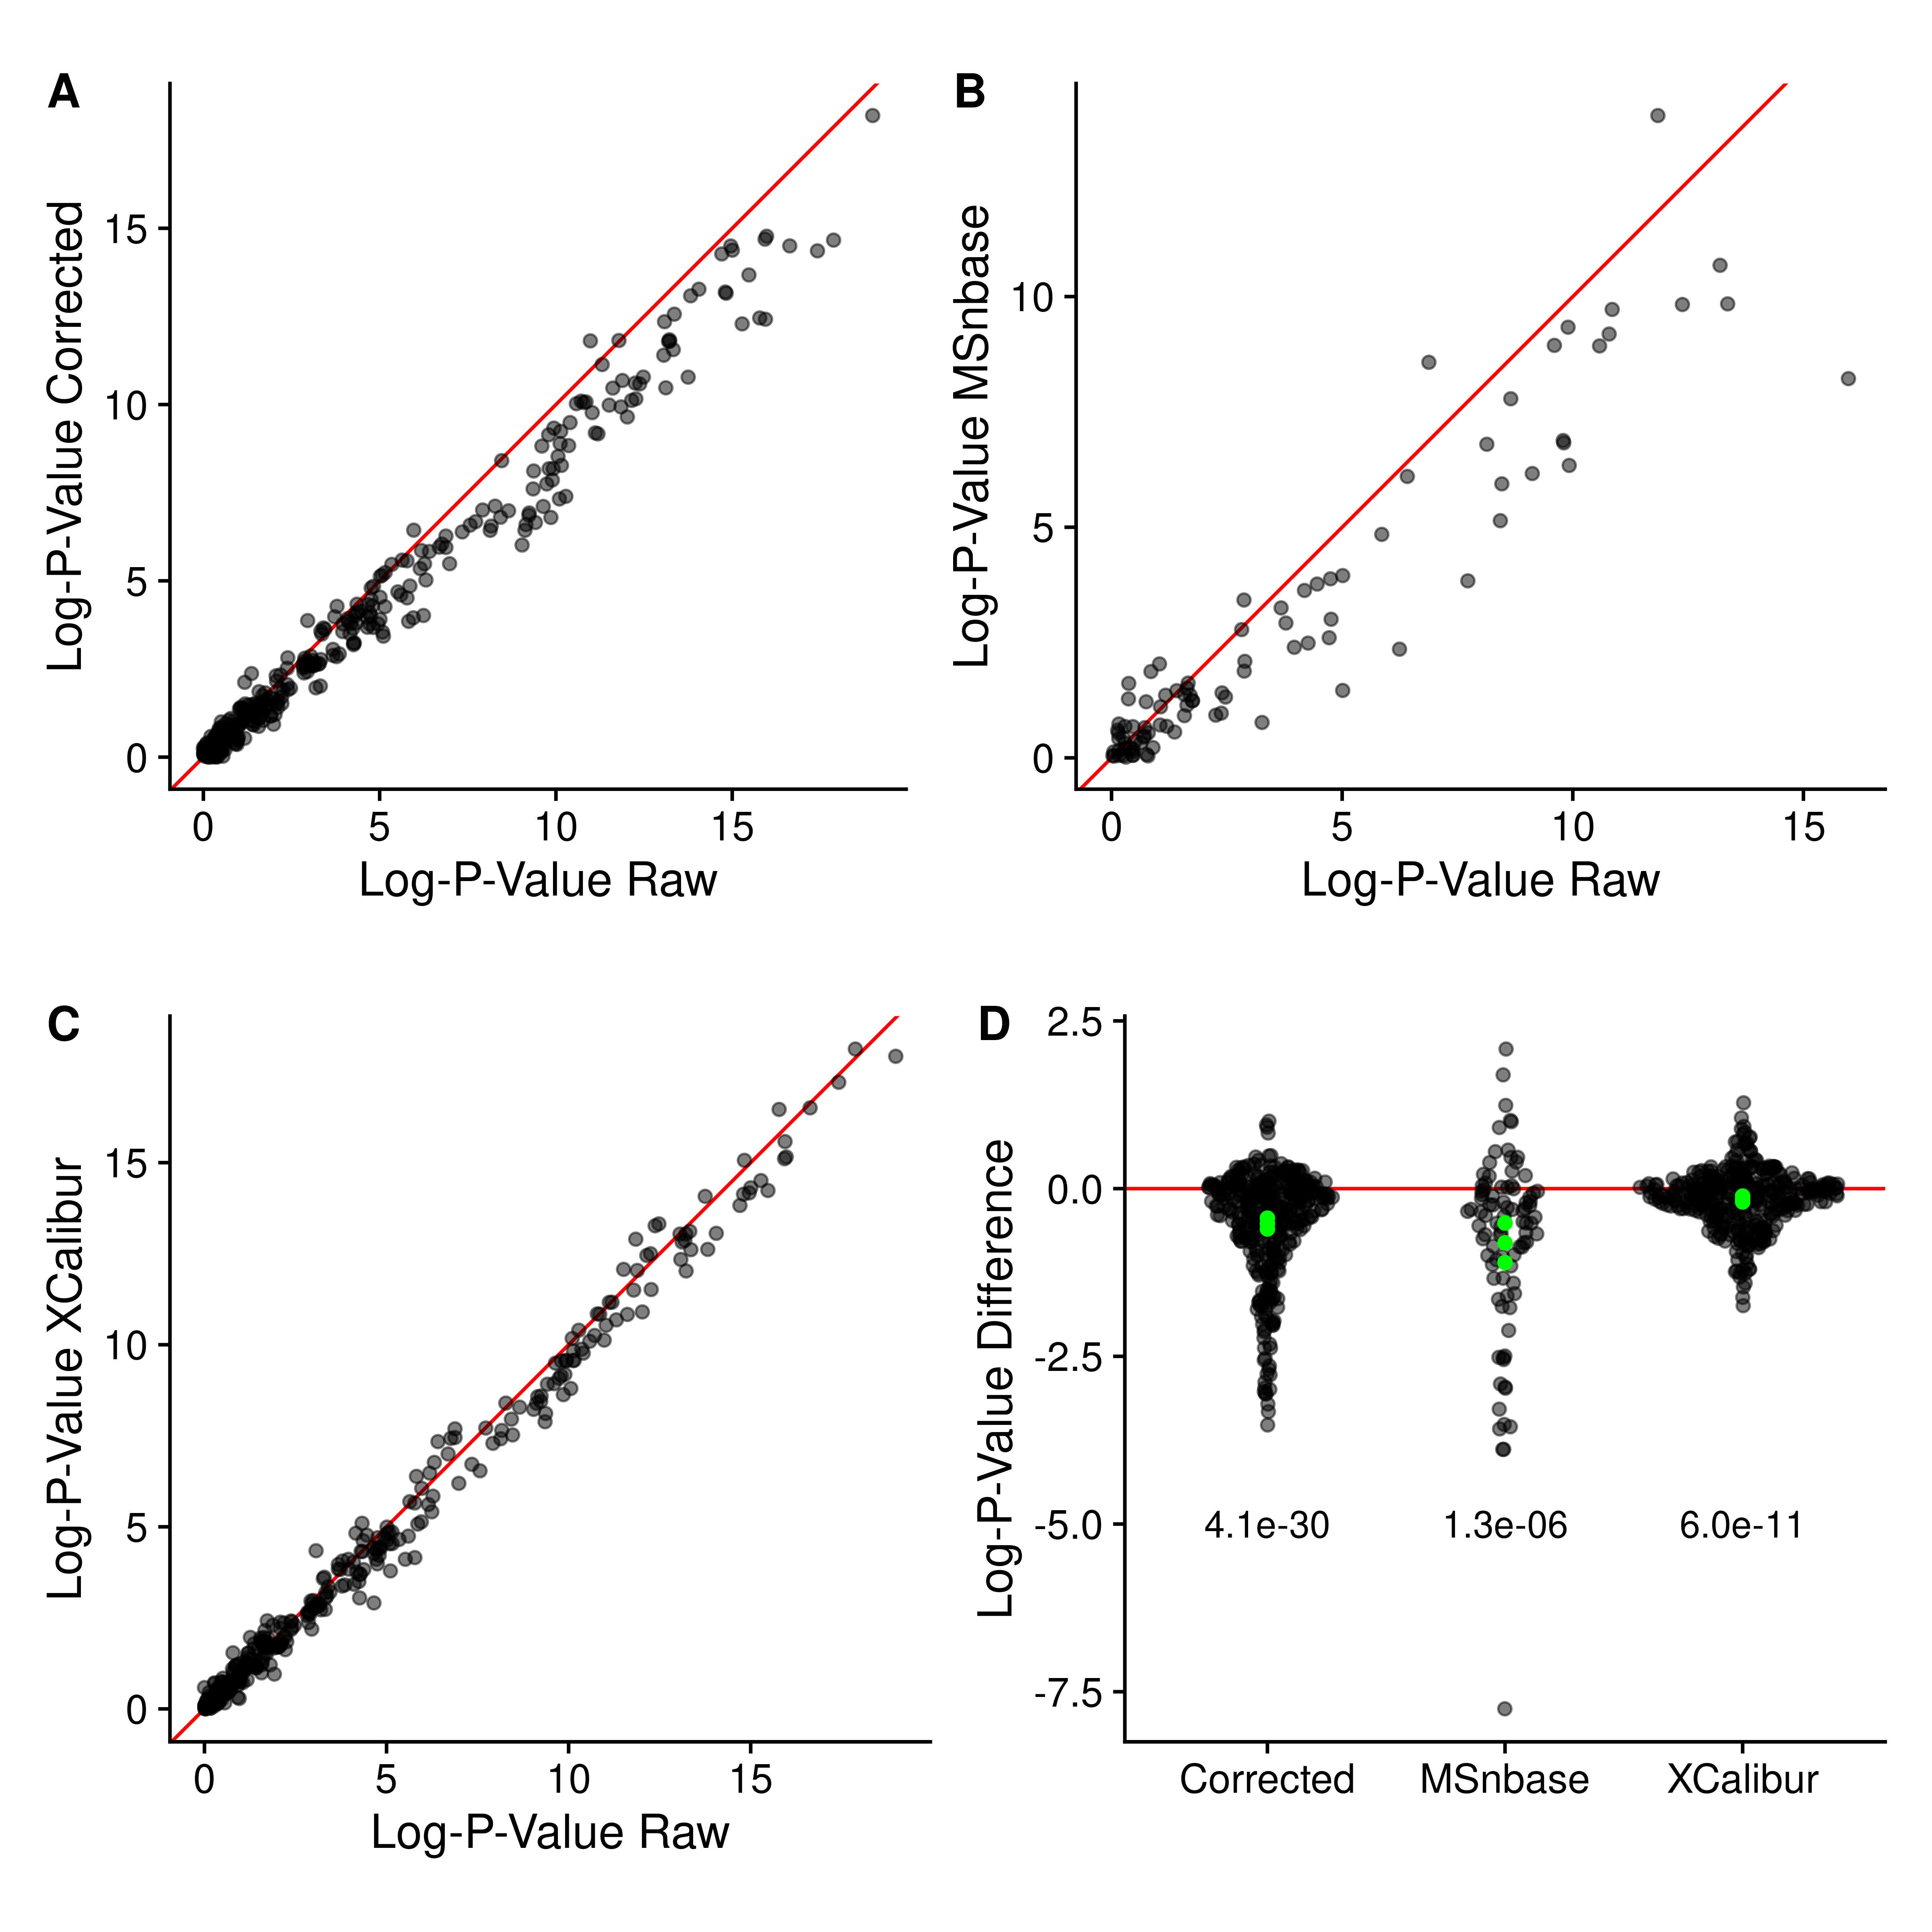 A
Log-P-Value Corrected
15
10
5
0
0 5 10 15
Log-P-Value Raw
B
Log-P-Value MSnbase
10
5
0
0 5 10 15
Log-P-Value Raw
C
Log-P-Value XCalibur
15
10
5
0
0 5 10 15
Log-P-Value Raw
D
Log-P-Value Difference
2.5
0.0
-2.5
-5.0
-7.5
4.1e-30 1.3e-06 6.0e-11
Corrected MSnbase XCalibur